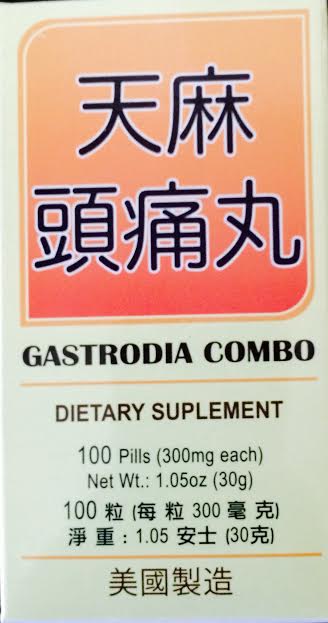 天麻
頭痛丸
GASTRODIA COMBO
DIETARY SUPLEMENT
100 Pills (300mg each)
Net Wt.: 1.05oz (30g)
100 粒 (每 粒 300 毫 克)
淨 重 : 1.05 安士 (30克)
美國製造